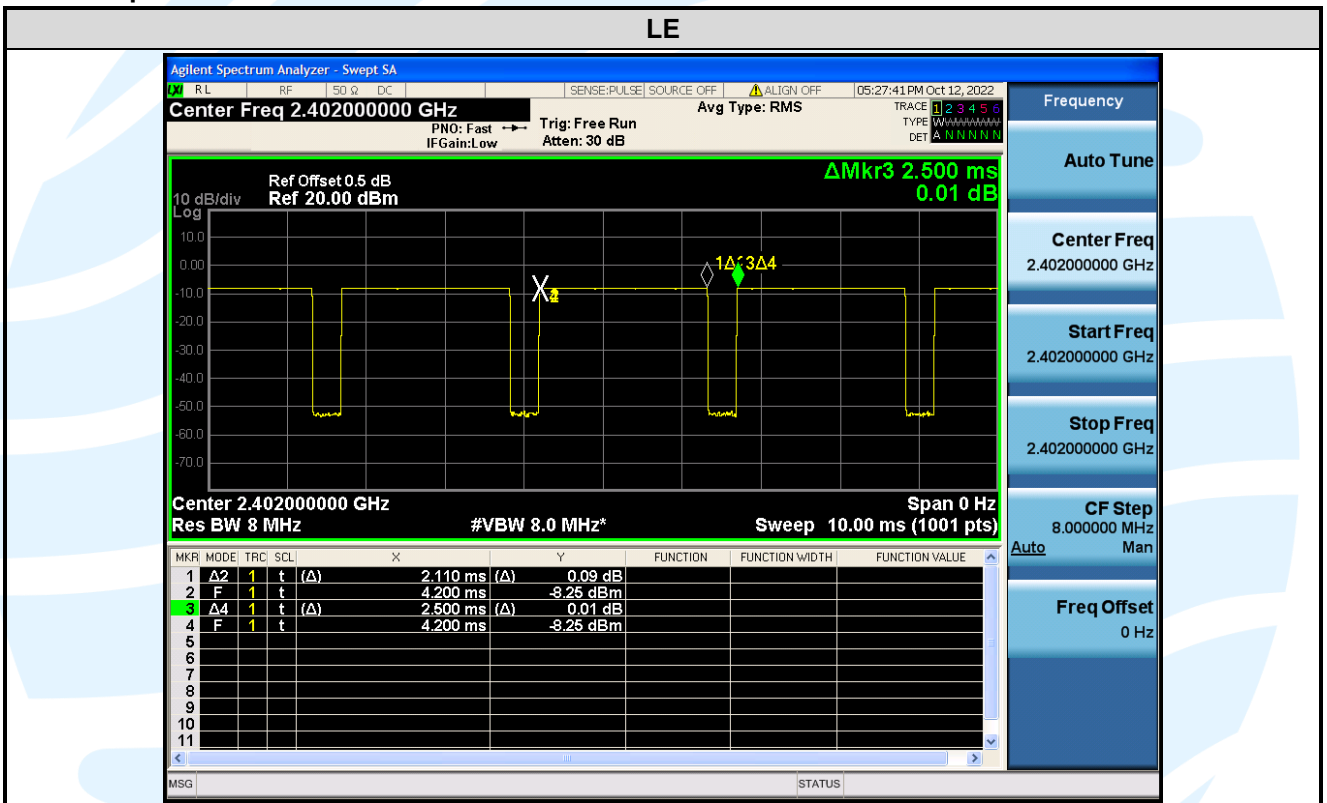 LE
Agilent Spectrum Analyzer - Swept SA
LXI RL RF 50 Ω DC SENSE:PULSE SOURCE OFF ⚠ALIGN OFF 05:27:41 PM Oct 12, 2022
Center Freq 2.402000000 GHz
PNO: Fast
IFGain:Low
Trig: Free Run
Atten: 30 dB
Avg Type: RMS
TRACE 1 2 3 4 5 6
TYPE WWWWWW
DET A N N N N N
ΔMkr3 2.500 ms
0.01 dB
Ref Offset 0.5 dB
10 dB/div Ref 20.00 dBm
Log
10.0
0.00
-10.0
-20.0
-30.0
-40.0
-50.0
-60.0
-70.0
3Δ4
Center 2.402000000 GHz Span 0 Hz
Res BW 8 MHz #VBW 8.0 MHz* Sweep 10.00 ms (1001 pts)
MKR MODE TRC SCL X Y FUNCTION FUNCTION WIDTH FUNCTION VALUE
1 Δ2 1 t (Δ) 2.110 ms (Δ) 0.09 dB
2 F 1 t 4.200 ms -8.25 dBm
3 Δ4 1 t (Δ) 2.500 ms (Δ) 0.01 dB
4 F 1 t 4.200 ms -8.25 dBm
5
6
7
8
9
10
11
MSG STATUS
Frequency
Auto Tune
Center Freq
2.402000000 GHz
Start Freq
2.402000000 GHz
Stop Freq
2.402000000 GHz
CF Step
8.000000 MHz
Auto Man
Freq Offset
0 Hz